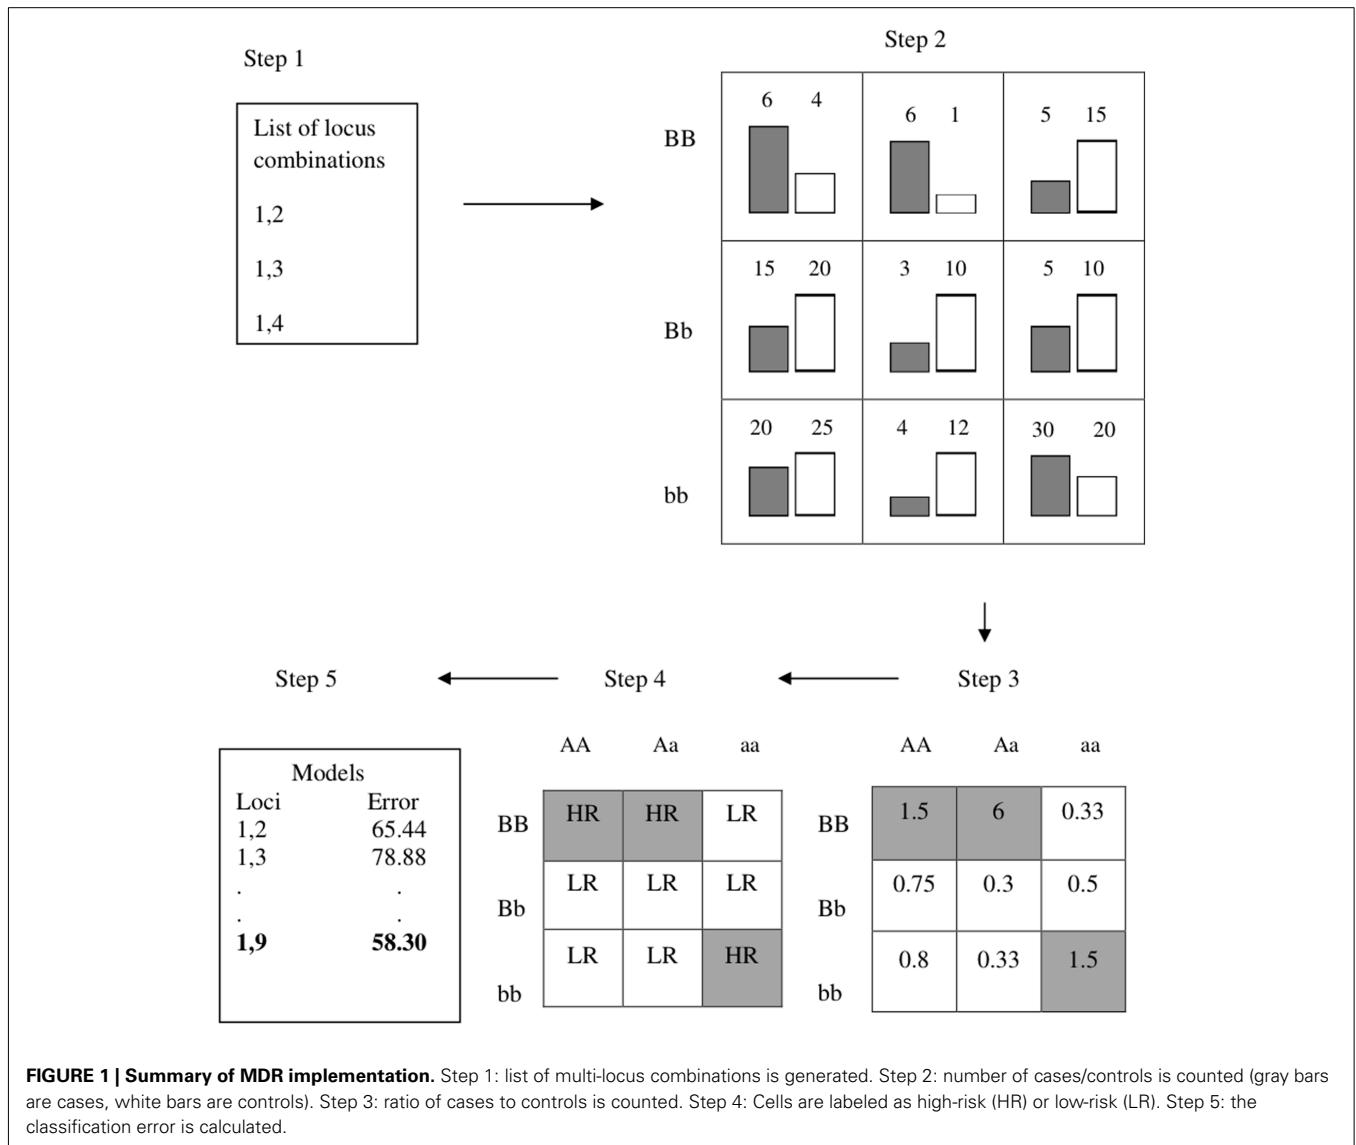 Step 1
List of locus
combinations
1,2
1,3
1,4
Step 2
BB
6 4
6 1
5 15
Bb
15 20
3 10
5 10
bb
20 25
4 12
30 20
Step 3
AA Aa aa
BB 1.5 6 0.33
Bb 0.75 0.3 0.5
bb 0.8 0.33 1.5
Step 4
AA Aa aa
BB HR HR LR
Bb LR LR LR
bb LR LR HR
Step 5
Models
Loci Error
1,2 65.44
1,3 78.88
. .
. .
1,9 58.30
FIGURE 1 | Summary of MDR implementation. Step 1: list of multi-locus combinations is generated. Step 2: number of cases/controls is counted (gray bars
are cases, white bars are controls). Step 3: ratio of cases to controls is counted. Step 4: Cells are labeled as high-risk (HR) or low-risk (LR). Step 5: the
classification error is calculated.